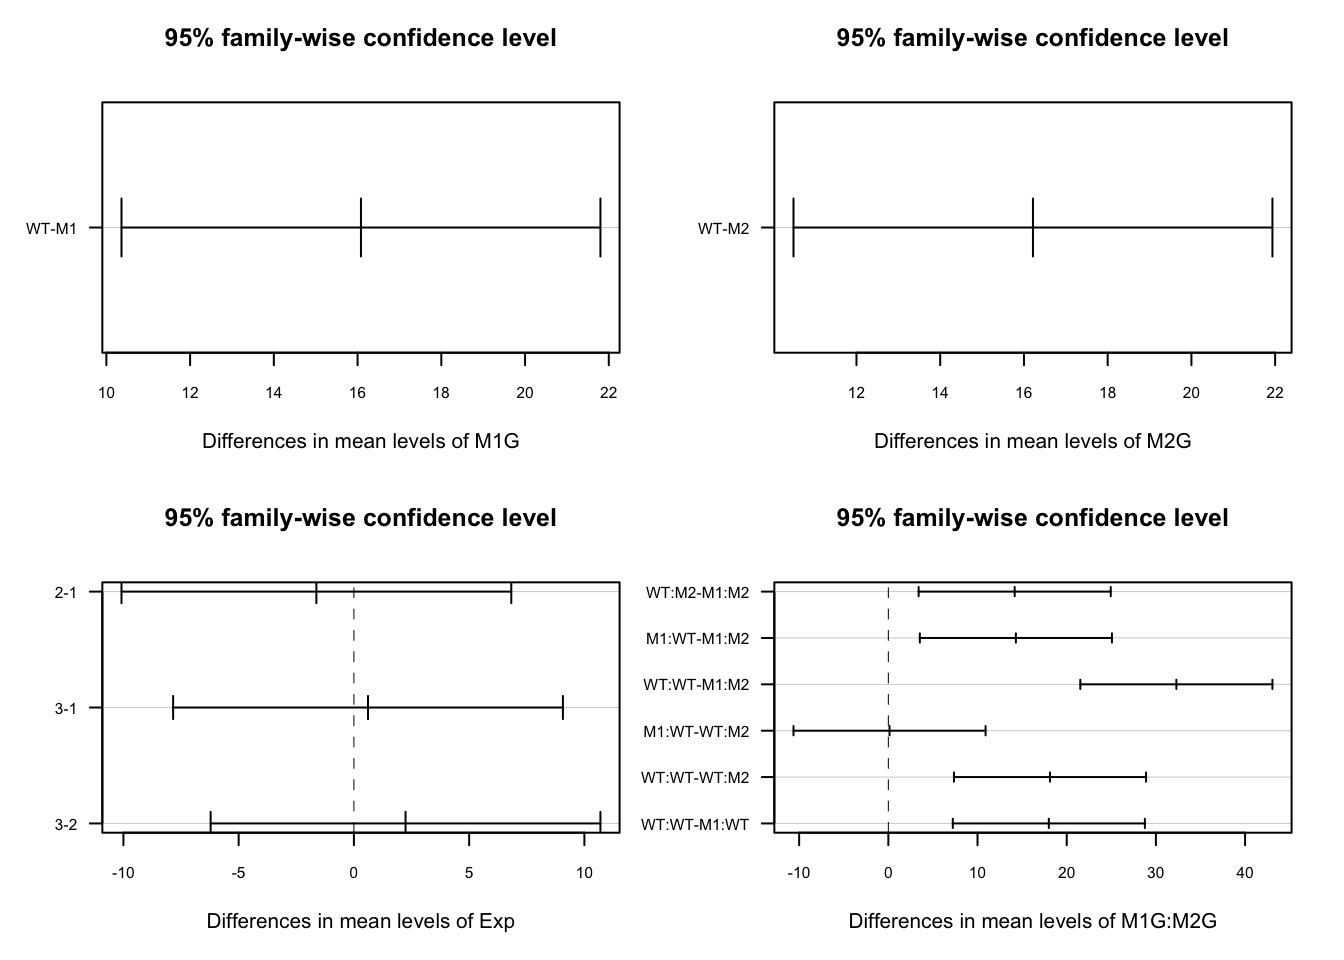 95% family-wise confidence level
WT-M1
10 12 14 16 18 20 22
Differences in mean levels of M1G
95% family-wise confidence level
WT-M2
12 14 16 18 20 22
Differences in mean levels of M2G
95% family-wise confidence level
2-1
3-1
3-2
-10 -5 0 5 10
Differences in mean levels of Exp
95% family-wise confidence level
WT:M2-M1:M2
M1:WT-M1:M2
WT:WT-M1:M2
M1:WT-WT:M2
WT:WT-WT:M2
WT:WT-M1:WT
-10 0 10 20 30 40
Differences in mean levels of M1G:M2G